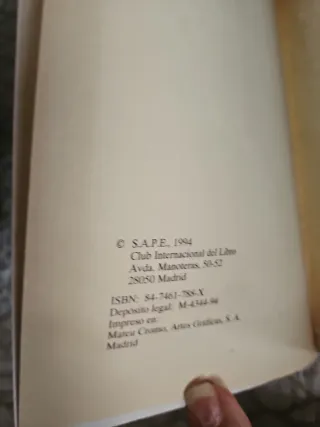 © S.A.P.E., 1994
Club Internacional del Libro
Avda. Manoteras, 50-52
28050 Madrid
ISBN: 84-7461-788-X
Depósito legal: M-4344-94
Impreso en:
Marco Cromo, Artes Gráficas, S.A.
Madrid